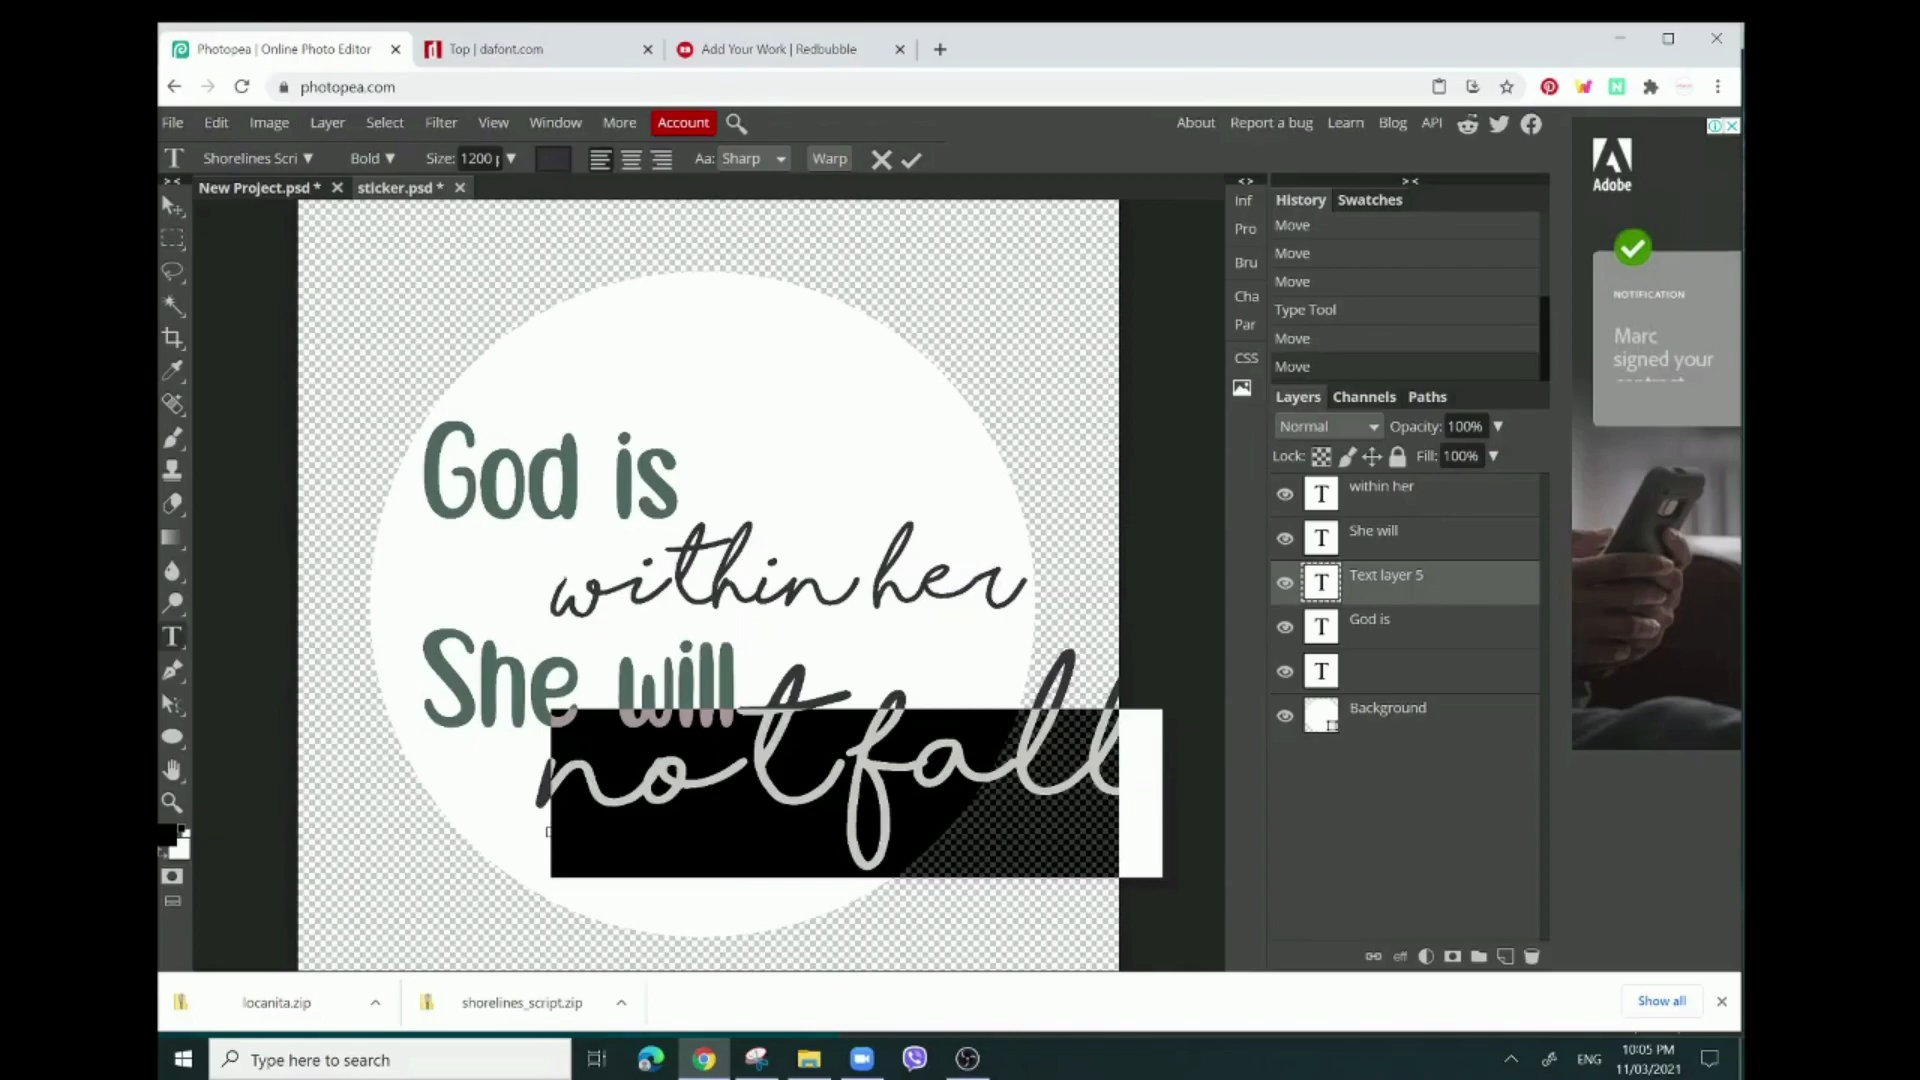 Photopea | Online Photo Editor
Top | dafont.com
Add Your Work | Redbubble
photopea.com
File Edit Image Layer Select Filter View Window More Account
About Report a bug Learn Blog API
Shorelines Scri Bold Size: 1200 Aa: Sharp Warp
New Project.psd * sticker.psd *
Adobe
NOTIFICATION
Marc
signed your
God is
within her
She will
not fall
Inf
Pro
Bru
Cha
Par
CSS
History Swatches
Move
Move
Move
Type Tool
Move
Move
Layers Channels Paths
Normal Opacity: 100%
Lock: Fill: 100%
within her
She will
Text layer 5
God is
Background
eff
locanita.zip
shorelines_script.zip
Show all
Type here to search
ENG
10:05 PM
11/03/2021